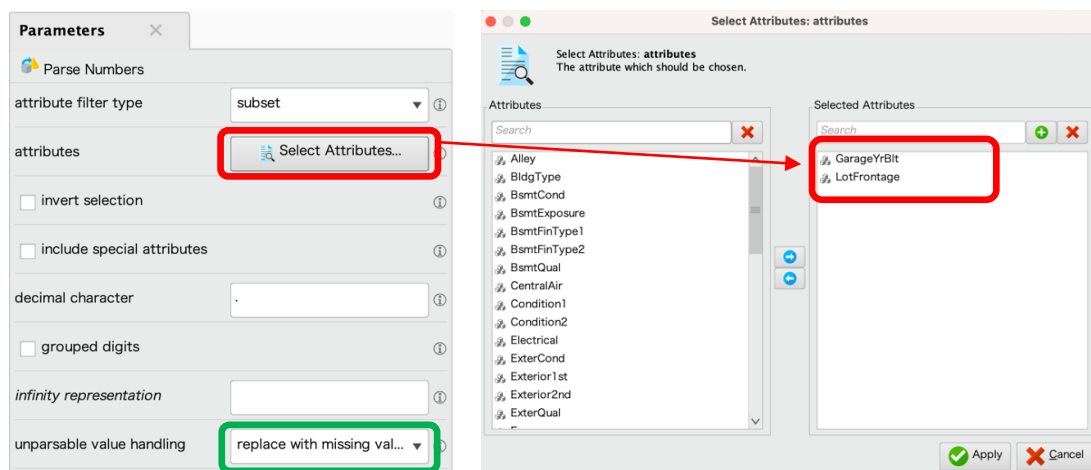 Parameters
Parse Numbers
attribute filter type
subset
attributes
Select Attributes...
invert selection
include special attributes
decimal character
.
grouped digits
infinity representation
unparsable value handling
replace with missing val...
Select Attributes: attributes
Select Attributes: attributes
The attribute which should be chosen.
Attributes
Search
Alley
BldgType
BsmtCond
BsmtExposure
BsmtFinType1
BsmtFinType2
BsmtQual
CentralAir
Condition1
Condition2
Electrical
ExterCond
Exterior1st
Exterior2nd
ExterQual
Selected Attributes
Search
GarageYrBlt
LotFrontage
Apply
Cancel